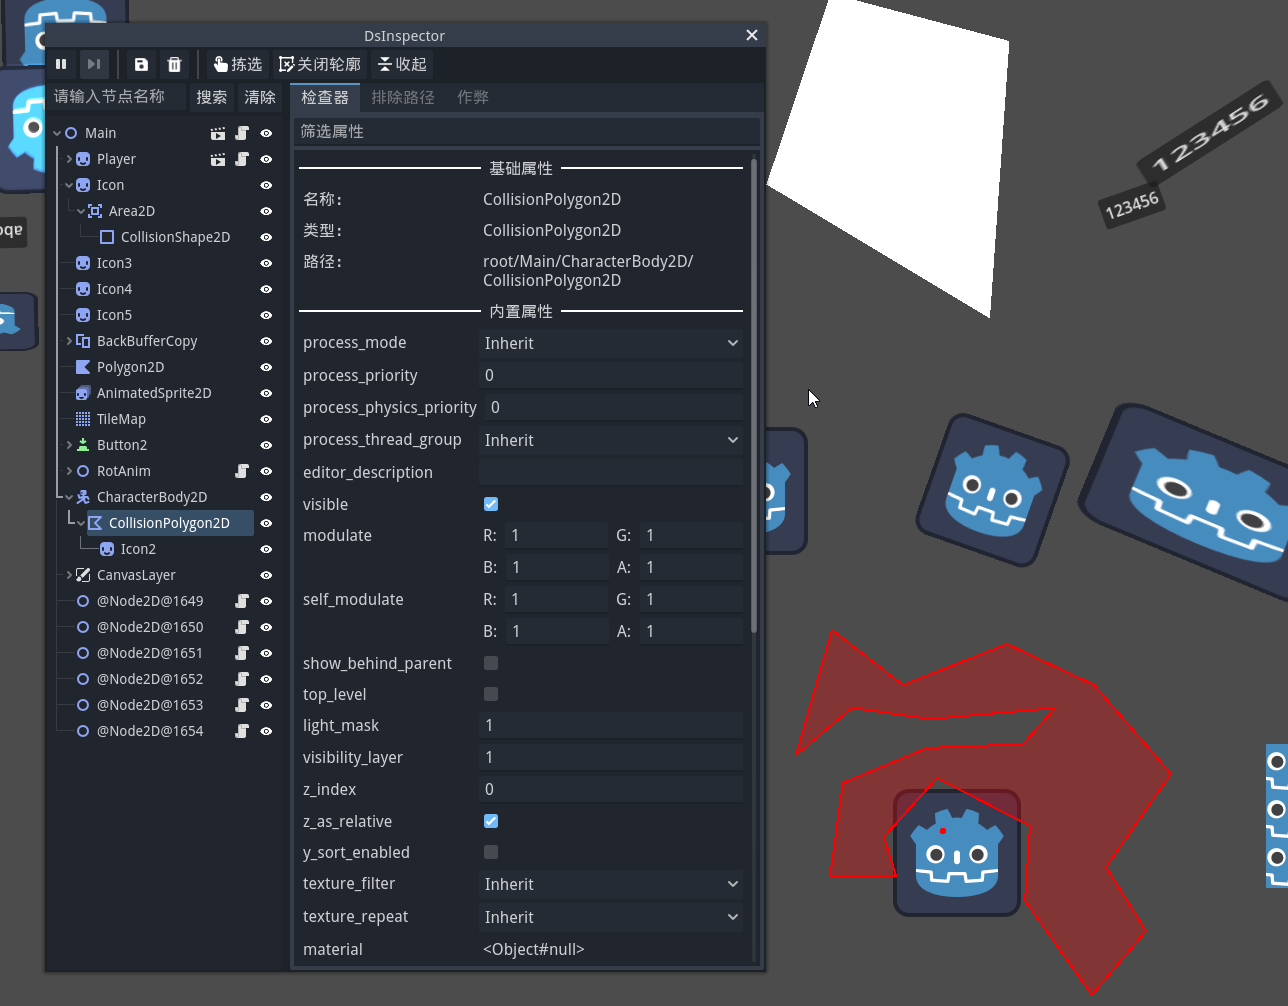 DsInspector
拣选
关闭轮廓
收起
请输入节点名称
搜索
清除
检查器
排除路径
作弊
Main
Player
Icon
Area2D
CollisionShape2D
Icon3
Icon4
Icon5
BackBufferCopy
Polygon2D
AnimatedSprite2D
TileMap
Button2
RotAnim
CharacterBody2D
CollisionPolygon2D
Icon2
CanvasLayer
@Node2D@1649
@Node2D@1650
@Node2D@1651
@Node2D@1652
@Node2D@1653
@Node2D@1654
筛选属性
基础属性
名称: CollisionPolygon2D
类型: CollisionPolygon2D
路径: root/Main/CharacterBody2D/
CollisionPolygon2D
内置属性
process_mode Inherit
process_priority 0
process_physics_priority 0
process_thread_group Inherit
editor_description
visible
modulate R: 1 G: 1
B: 1 A: 1
self_modulate R: 1 G: 1
B: 1 A: 1
show_behind_parent
top_level
light_mask 1
visibility_layer 1
z_index 0
z_as_relative
y_sort_enabled
texture_filter Inherit
texture_repeat Inherit
material <Object#null>
123456
123456